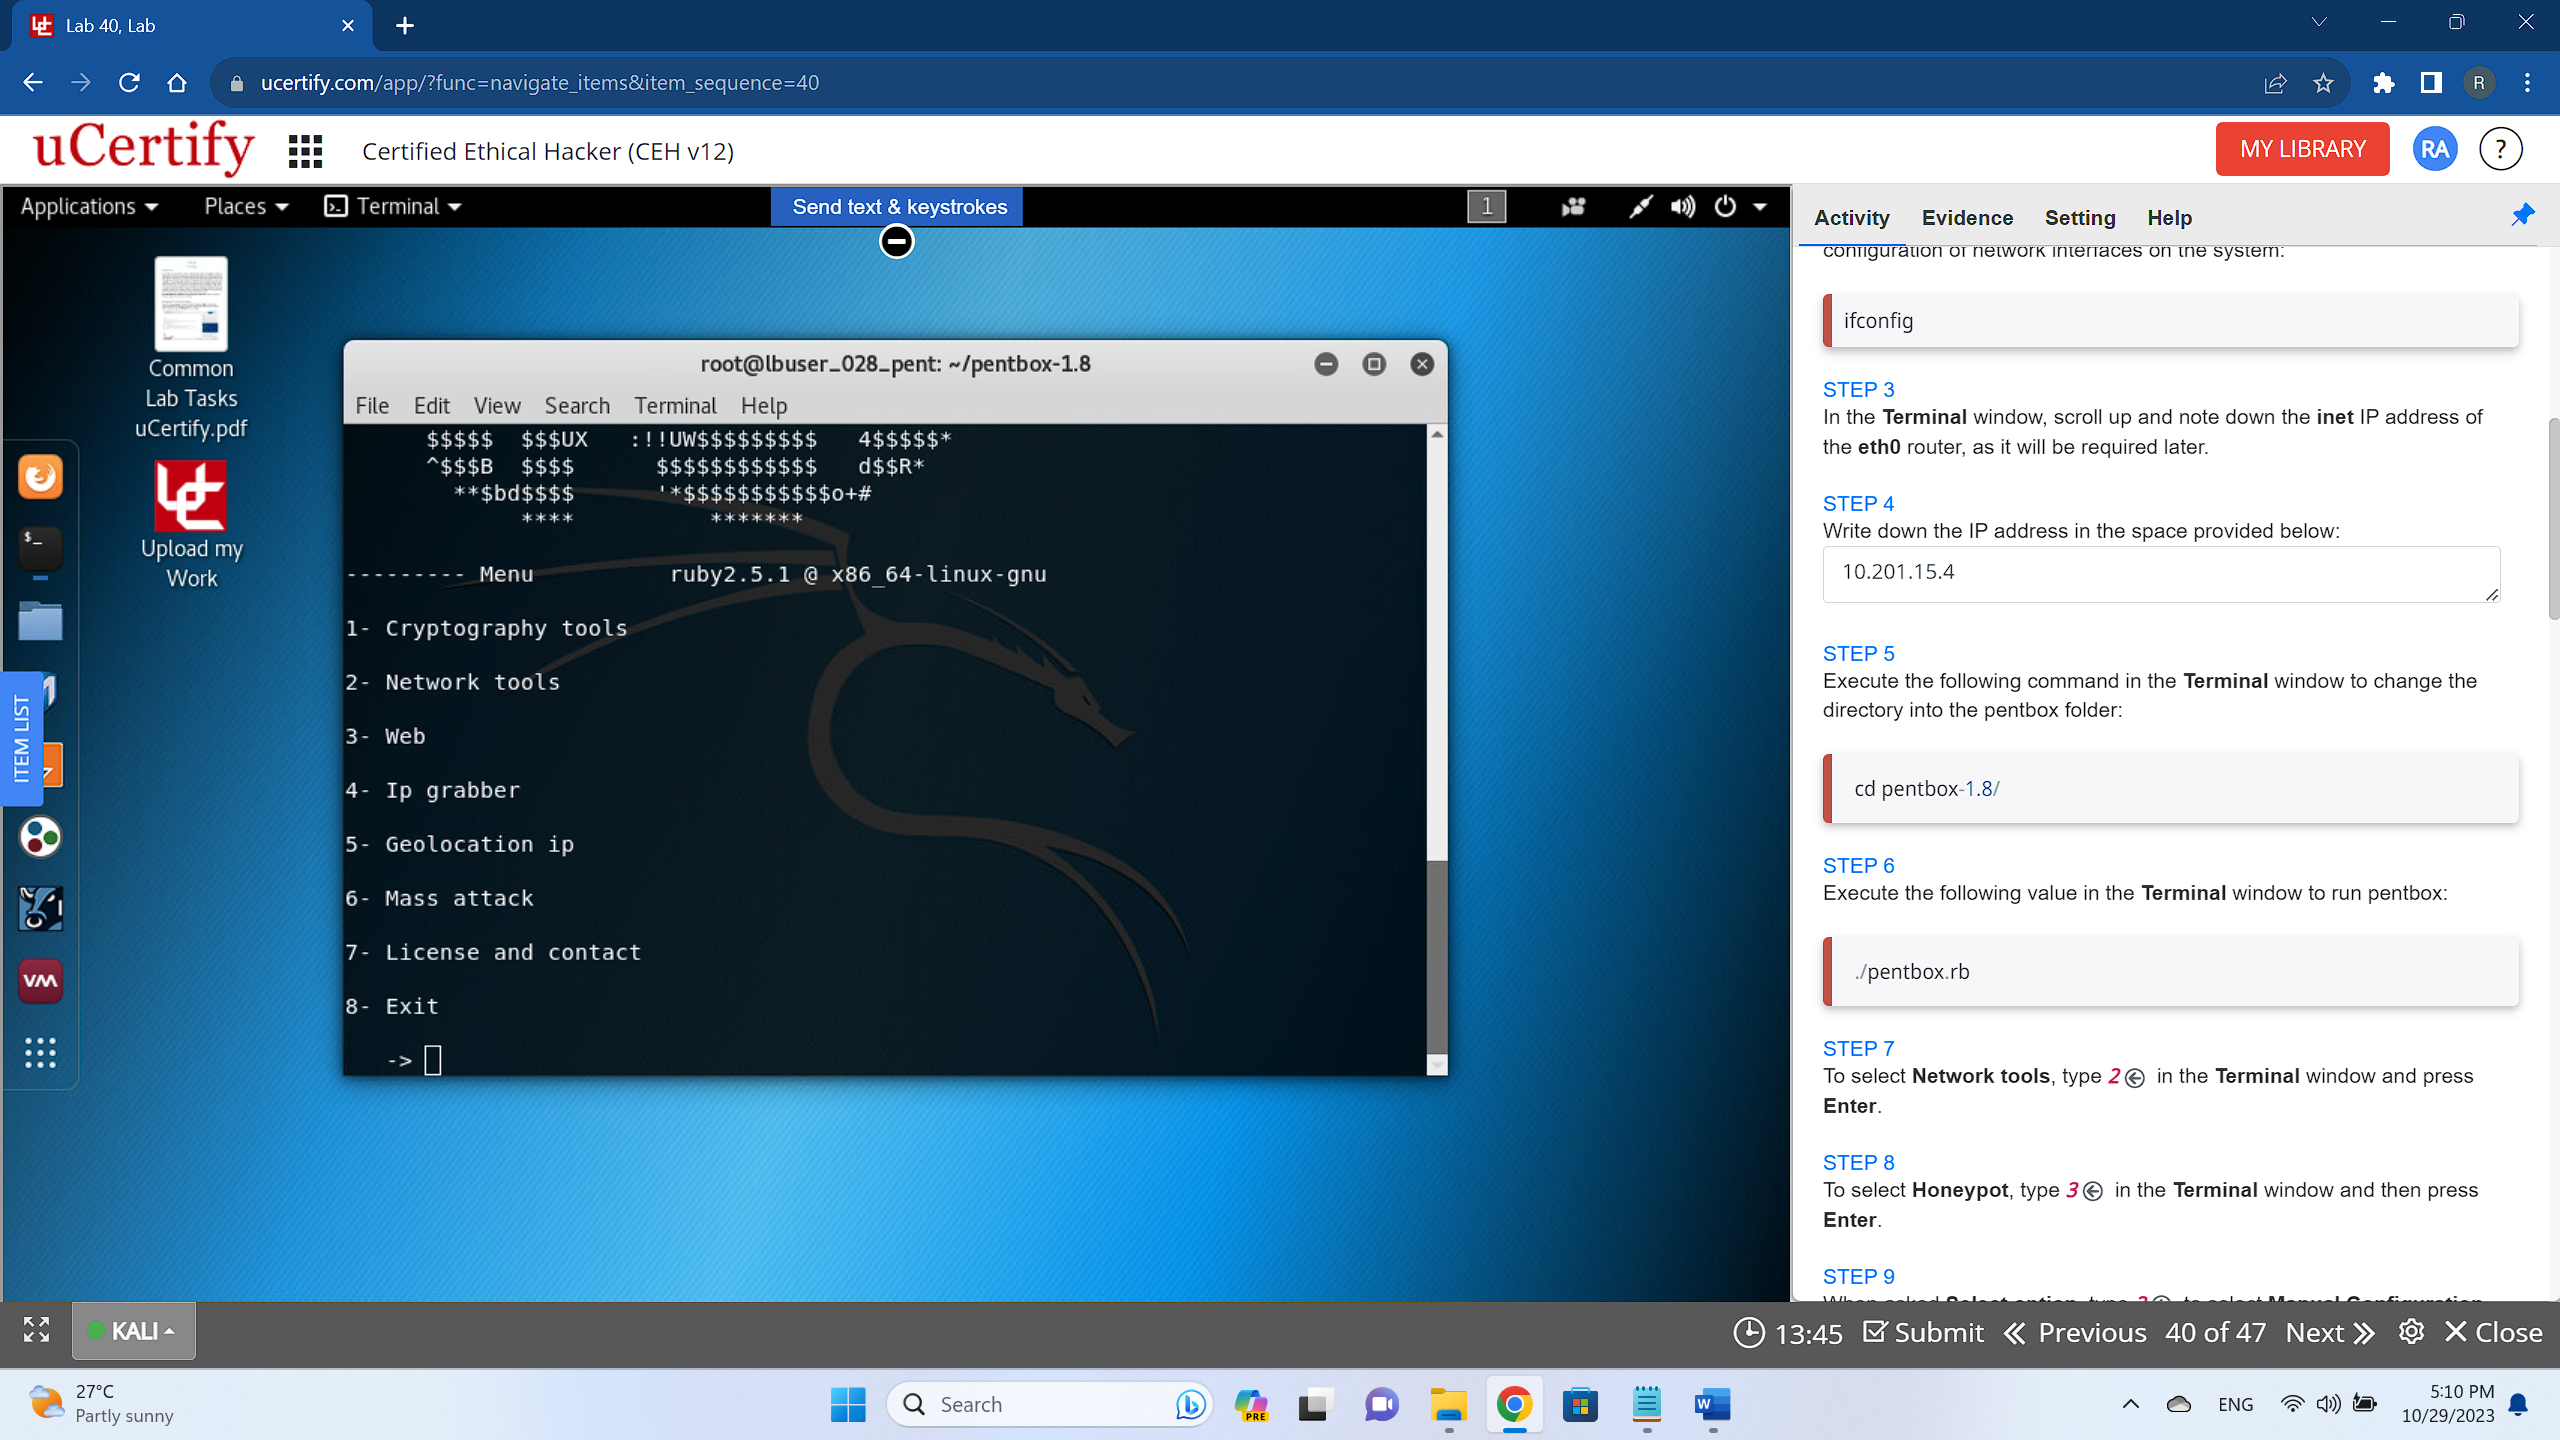 Lab 40, Lab
ucertify.com/app/?func=navigate_items&item_sequence=40
R
uCertify
Certified Ethical Hacker (CEH v12)
MY LIBRARY
RA
?
Applications
Places
Terminal
Send text & keystrokes
1
Common
Lab Tasks
uCertify.pdf
Upload my
Work
ITEM LIST
root@lbuser_028_pent: ~/pentbox-1.8
File Edit View Search Terminal Help
$$$$$  $$$UX   :!!UW$$$$$$$$$   4$$$$$*
^$$$B  $$$$      $$$$$$$$$$$$   d$$R*
**$bd$$$$      '*$$$$$$$$$$$o+#
****          *******
--------- Menu          ruby2.5.1 @ x86_64-linux-gnu
1- Cryptography tools
2- Network tools
3- Web
4- Ip grabber
5- Geolocation ip
6- Mass attack
7- License and contact
8- Exit
->
Activity Evidence Setting Help
configuration of network interfaces on the system:
ifconfig
STEP 3
In the Terminal window, scroll up and note down the inet IP address of
the eth0 router, as it will be required later.
STEP 4
Write down the IP address in the space provided below:
10.201.15.4
STEP 5
Execute the following command in the Terminal window to change the
directory into the pentbox folder:
cd pentbox-1.8/
STEP 6
Execute the following value in the Terminal window to run pentbox:
./pentbox.rb
STEP 7
To select Network tools, type 2 in the Terminal window and press
Enter.
STEP 8
To select Honeypot, type 3 in the Terminal window and then press
Enter.
STEP 9
KALI
13:45
Submit
Previous
40 of 47
Next
Close
27°C
Partly sunny
Search
PRE
ENG
5:10 PM
10/29/2023